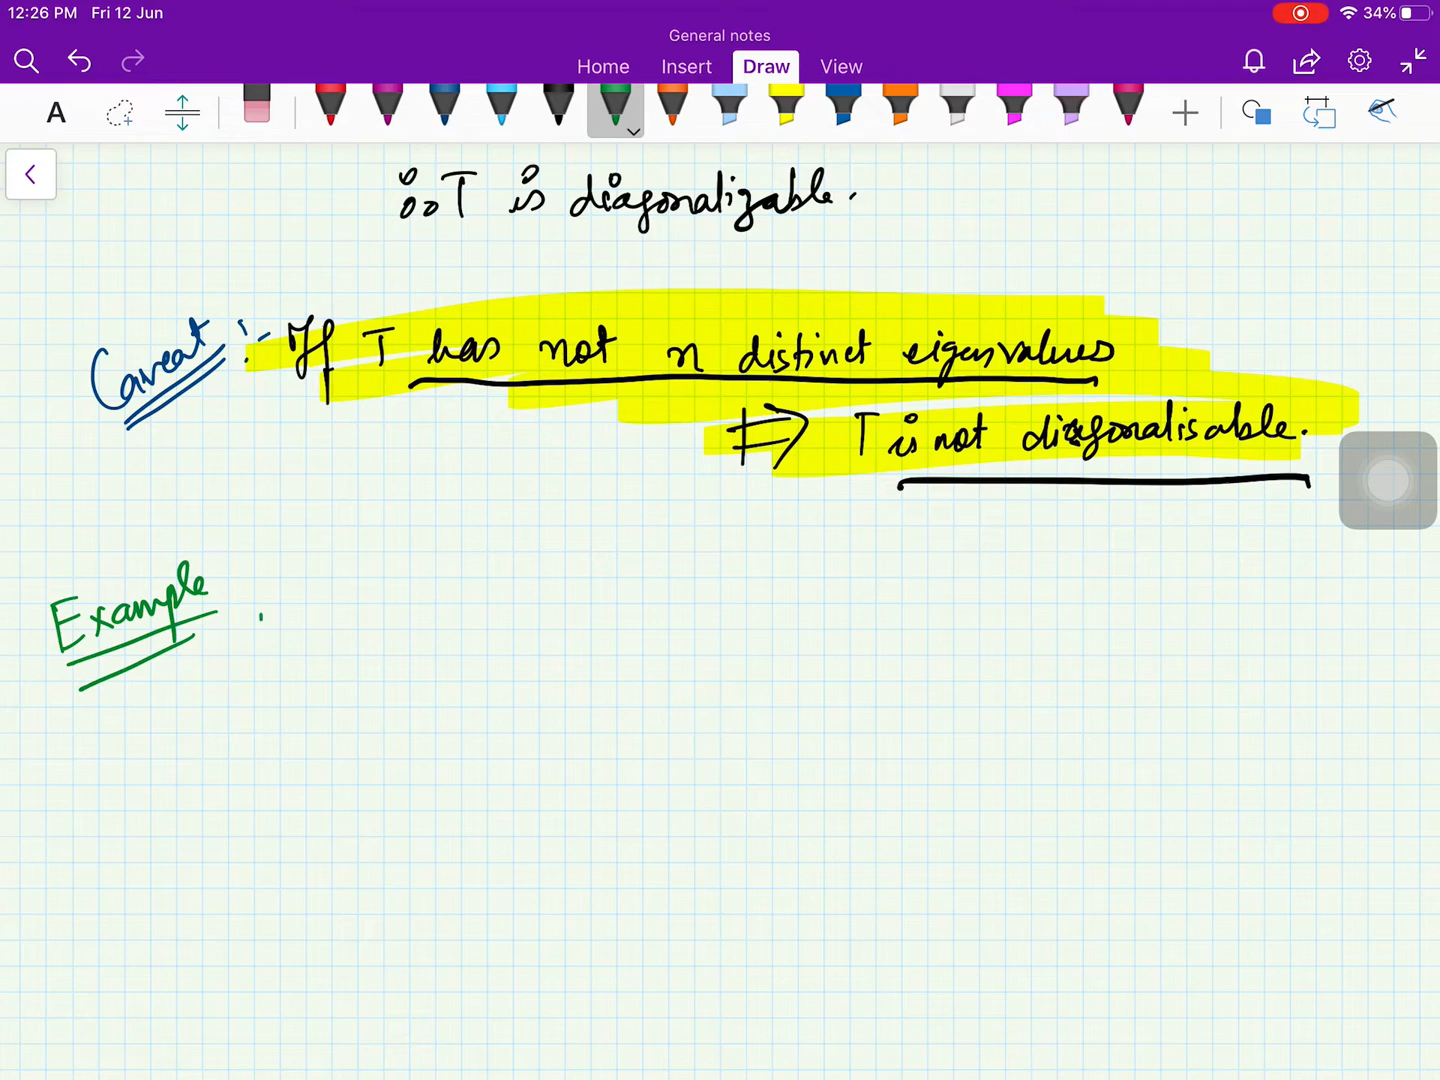 12:26 PM Fri 12 Jun
34%
General notes
Home Insert Draw View
A
∴ T is diagonalizable.
Caveat :- If T has not n distinct eigenvalues
⇏ T is not diagonalisable.
Example .